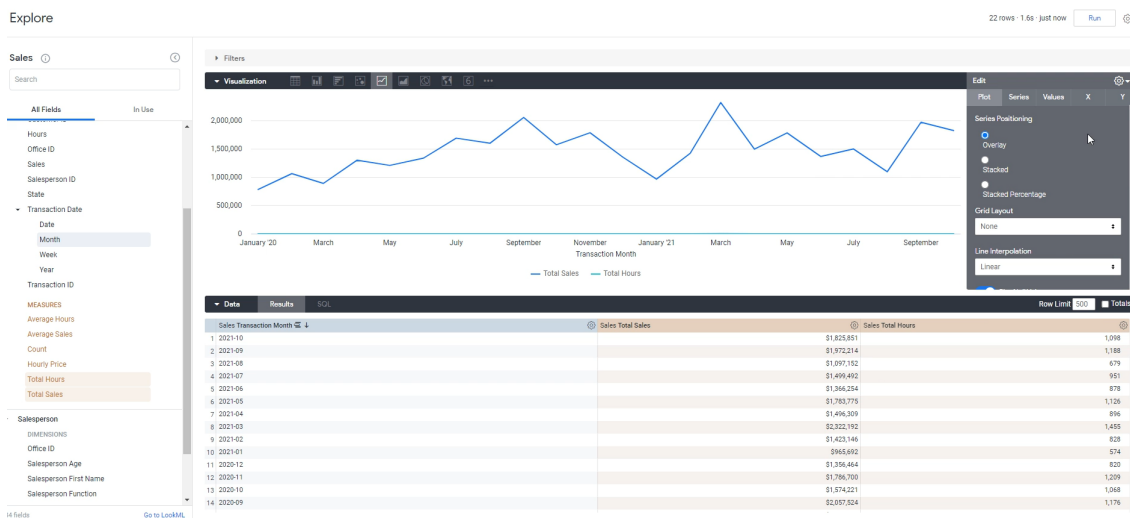 Explore
22 rows · 1.6s · just now
Run
Sales
Search
All Fields
In Use
Hours
Office ID
Sales
Salesperson ID
State
Transaction Date
Date
Month
Week
Year
Transaction ID
MEASURES
Average Hours
Average Sales
Count
Hourly Price
Total Hours
Total Sales
Salesperson
DIMENSIONS
Office ID
Salesperson Age
Salesperson First Name
Salesperson Function
Go to LookML
Filters
Visualization
6
2,000,000
1,500,000
1,000,000
500,000
0
January '20 March May July September November January '21 March May July September
Transaction Month
Total Sales Total Hours
Edit
Plot Series Values X Y
Series Positioning
Overlay
Stacked
Stacked Percentage
Grid Layout
None
Line Interpolation
Linear
Data Results SQL
Row Limit 500 Totals
Sales Transaction Month ↓ Sales Total Sales Sales Total Hours
1 2021-10 $1,825,851 1,098
2 2021-09 $1,972,214 1,188
3 2021-08 $1,097,152 679
4 2021-07 $1,499,492 951
5 2021-06 $1,366,254 878
6 2021-05 $1,783,775 1,126
7 2021-04 $1,496,309 896
8 2021-03 $2,322,192 1,455
9 2021-02 $1,423,146 828
10 2021-01 $965,692 574
11 2020-12 $1,356,464 820
12 2020-11 $1,786,700 1,209
13 2020-10 $1,574,221 1,068
14 2020-09 $2,057,524 1,176